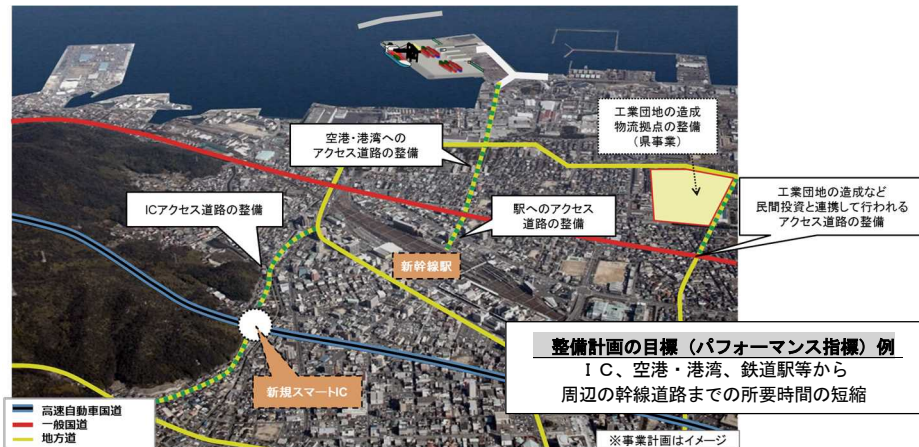 工業団地の造成
物流拠点の整備
（県事業）
空港・港湾への
アクセス道路の整備
ICアクセス道路の整備
駅へのアクセス
道路の整備
工業団地の造成など
民間投資と連携して行われる
アクセス道路の整備
新幹線駅
新規スマートIC
整備計画の目標（パフォーマンス指標）例
ＩＣ、空港・港湾、鉄道駅等から
周辺の幹線道路までの所要時間の短縮
高速自動車国道
一般国道
地方道
※事業計画はイメージ